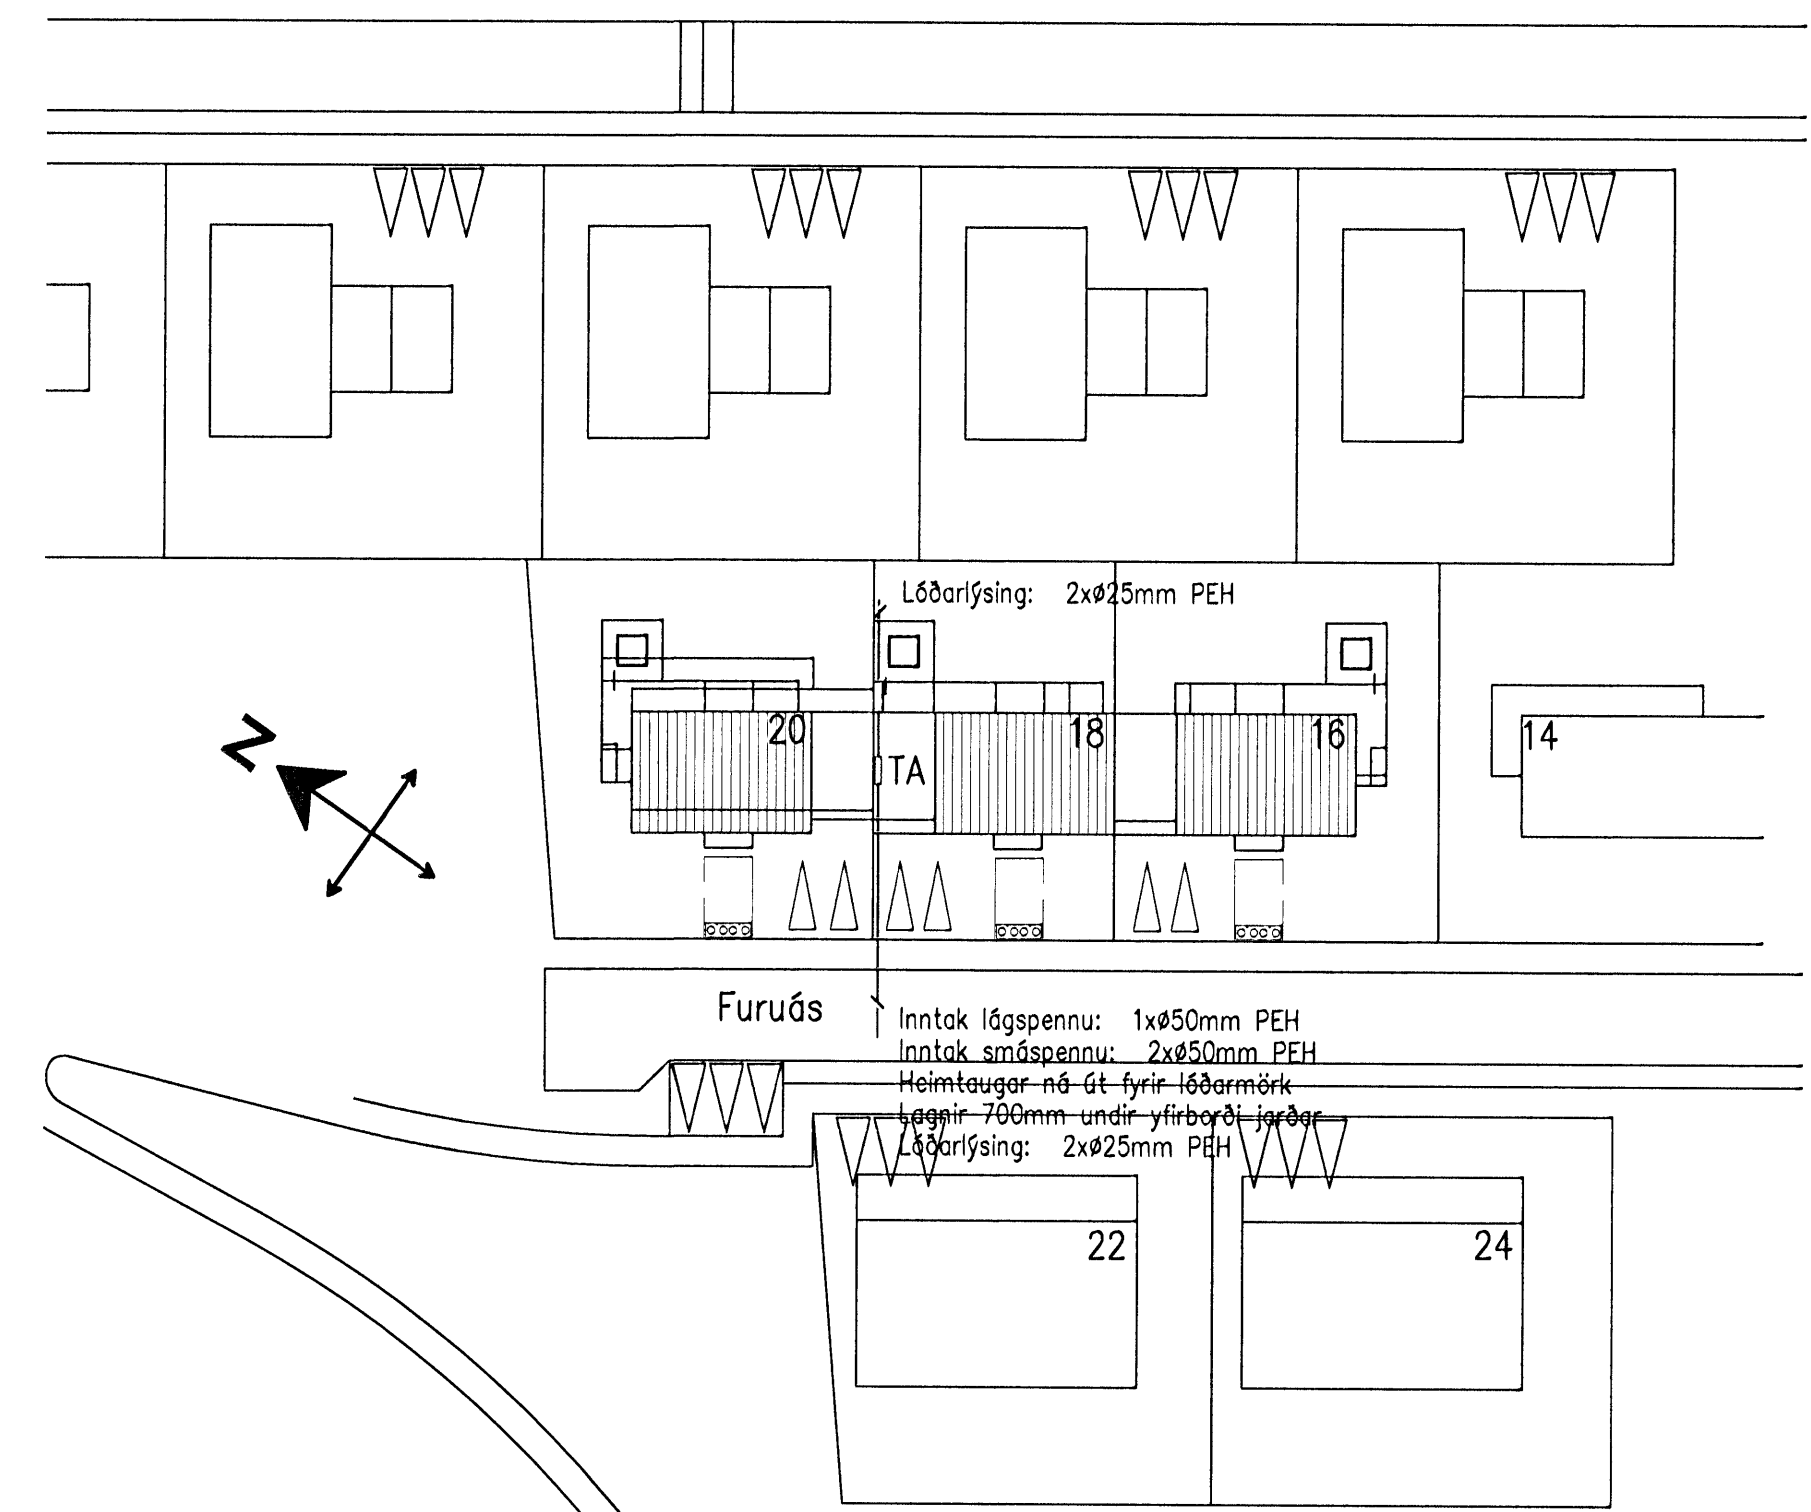 Lóðarlýsing: 2xø25mm PEH
N
20
18
16
14
TA
Furuás
Inntak lágspennu: 1xø50mm PEH
Inntak smáspennu: 2xø50mm PEH
Heimtaugar ná út fyrir lóðarmörk
Lagnir 700mm undir yfirborði jarðar
Lóðarlýsing: 2xø25mm PEH
22
24